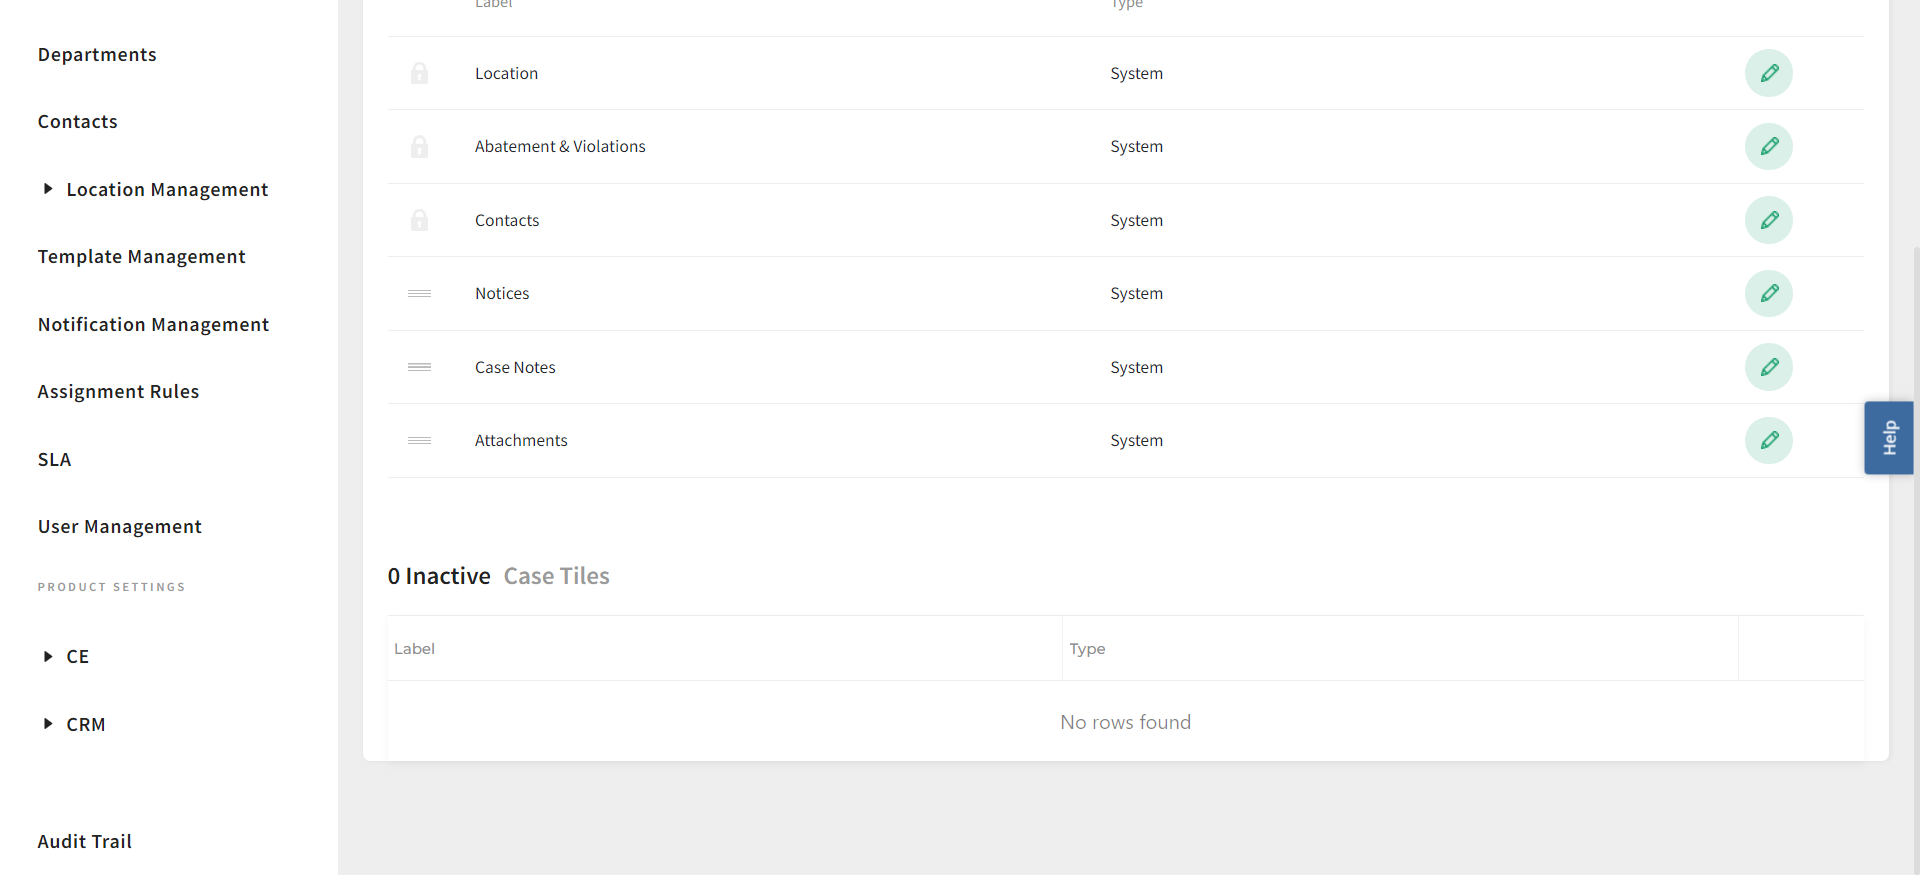 Departments
Contacts
Location Management
Template Management
Notification Management
Assignment Rules
SLA
User Management
PRODUCT SETTINGS
CE
CRM
Audit Trail
Label Type
Location System
Abatement & Violations System
Contacts System
Notices System
Case Notes System
Attachments System
0 Inactive Case Tiles
Label Type
No rows found
Help